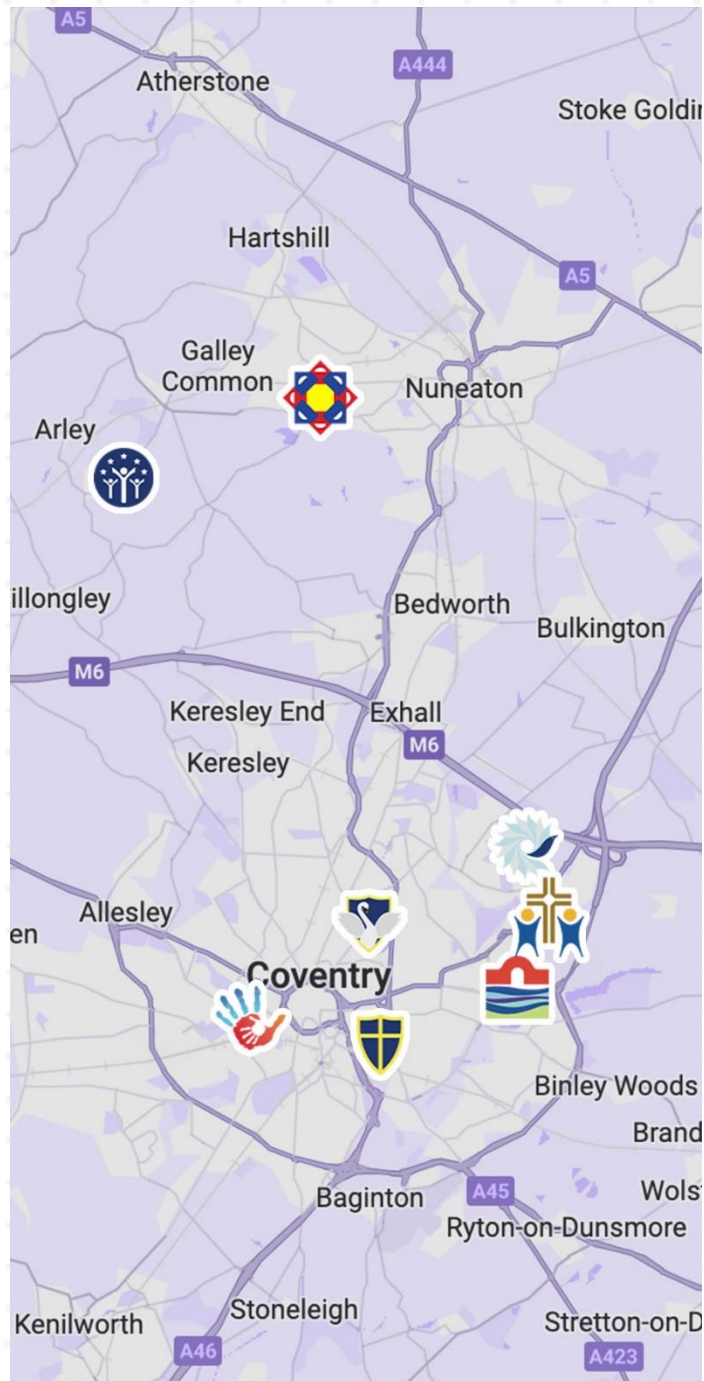 A5
A444
Atherstone
Stoke Goldin
Hartshill
A5
Galley
Common
Nuneaton
Arley
illongley
Bedworth
Bulkington
M6
Keresley End
Exhall
M6
Keresley
Allesley
en
Coventry
Binley Woods
Brand
Baginton
A45
Wols
Ryton-on-Dunsmore
Stoneleigh
Kenilworth
Stretton-on-D
A46
A423